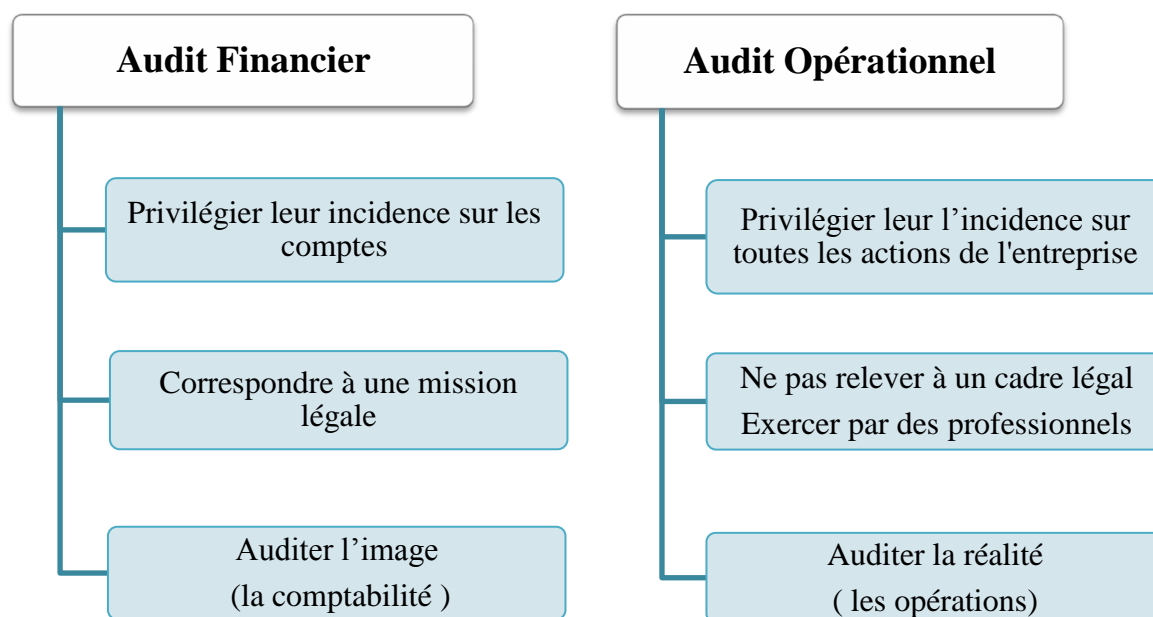 Audit Financier
Privilégier leur incidence sur les
comptes
Correspondre à une mission
légale
Auditer l’image
(la comptabilité )
Audit Opérationnel
Privilégier leur l’incidence sur
toutes les actions de l'entreprise
Ne pas relever à un cadre légal
Exercer par des professionnels
Auditer la réalité
( les opérations)